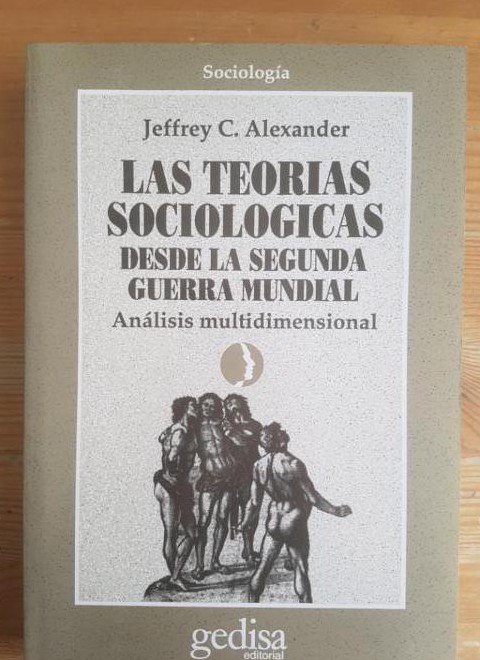 Sociología
Jeffrey C. Alexander
LAS TEORIAS
SOCIOLOGICAS
DESDE LA SEGUNDA
GUERRA MUNDIAL
Análisis multidimensional
gedisa
editorial